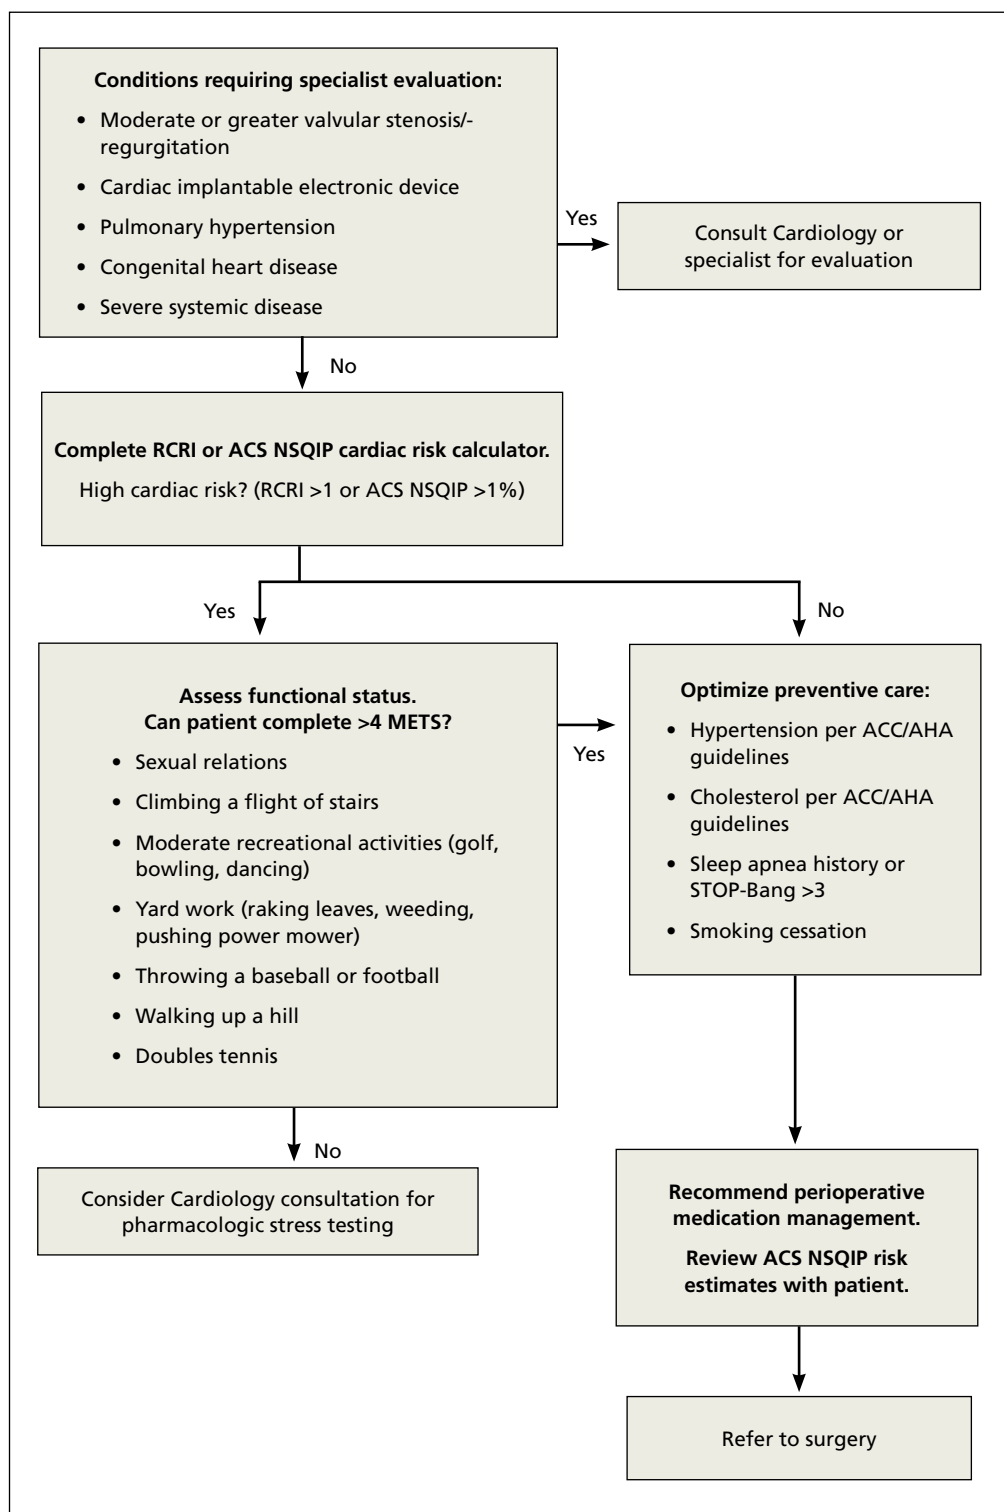 Conditions requiring specialist evaluation:
• Moderate or greater valvular stenosis/-
regurgitation
• Cardiac implantable electronic device
• Pulmonary hypertension
• Congenital heart disease
• Severe systemic disease
Yes
Consult Cardiology or
specialist for evaluation
No
Complete RCRI or ACS NSQIP cardiac risk calculator.
High cardiac risk? (RCRI >1 or ACS NSQIP >1%)
Yes
No
Assess functional status.
Can patient complete >4 METS?
• Sexual relations
• Climbing a flight of stairs
• Moderate recreational activities (golf,
bowling, dancing)
• Yard work (raking leaves, weeding,
pushing power mower)
• Throwing a baseball or football
• Walking up a hill
• Doubles tennis
Yes
Optimize preventive care:
• Hypertension per ACC/AHA
guidelines
• Cholesterol per ACC/AHA
guidelines
• Sleep apnea history or
STOP-Bang >3
• Smoking cessation
No
Consider Cardiology consultation for
pharmacologic stress testing
Recommend perioperative
medication management.
Review ACS NSQIP risk
estimates with patient.
Refer to surgery